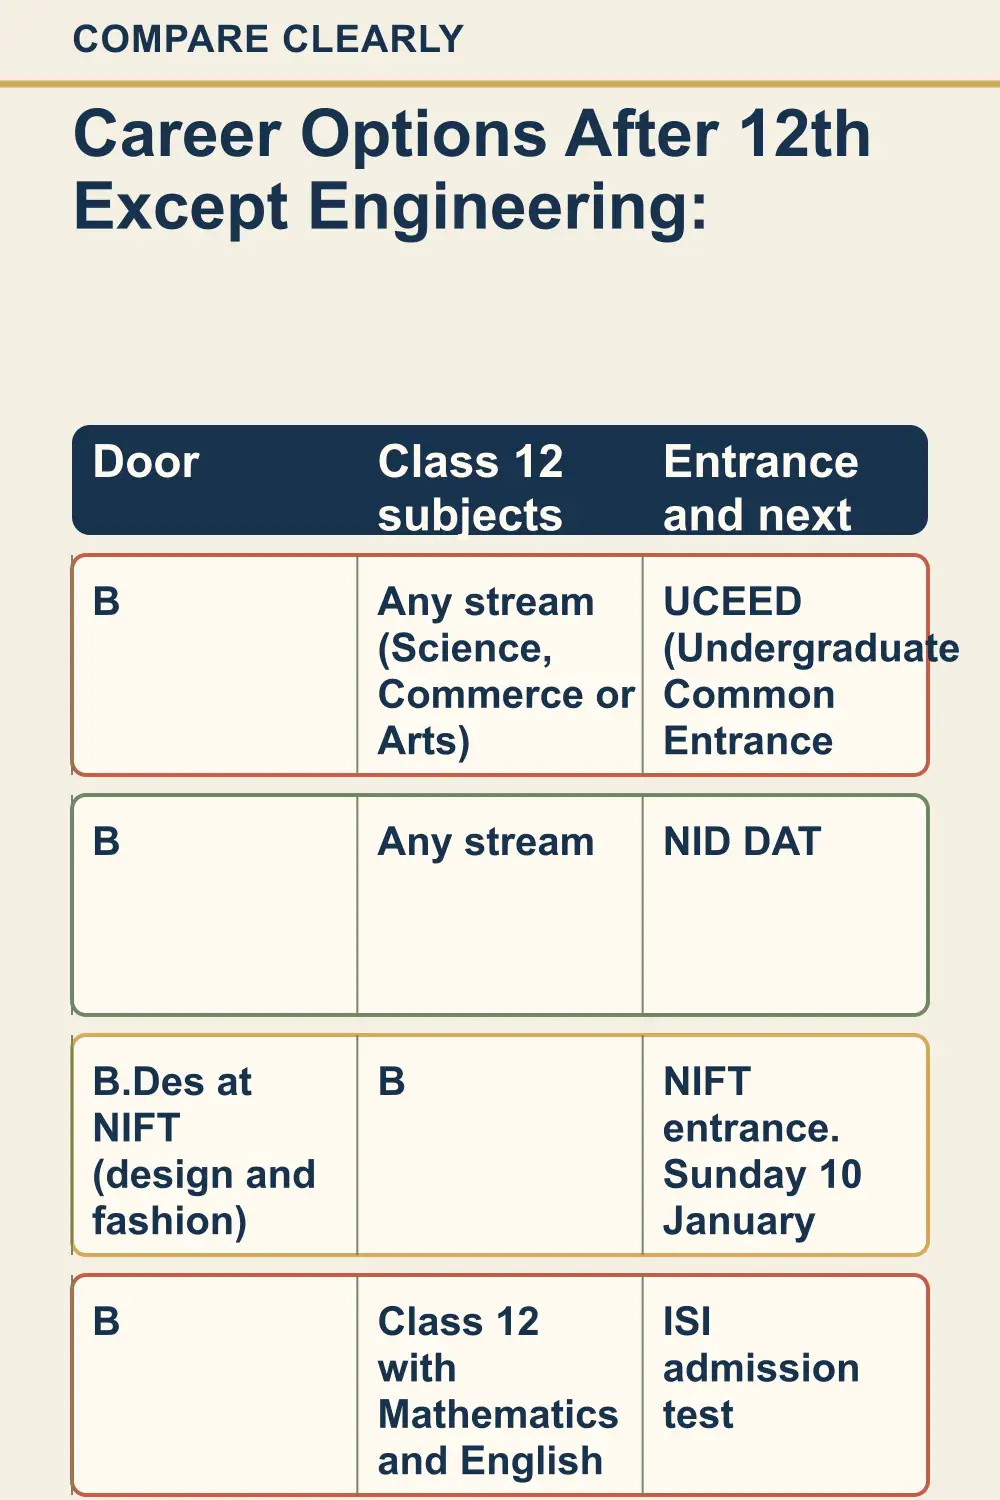 COMPARE CLEARLY
Career Options After 12th
Except Engineering:
Door
Class 12
subjects
Entrance
and next
B
Any stream
(Science,
Commerce or
Arts)
UCEED
(Undergraduate
Common
Entrance
B
Any stream
NID DAT
B.Des at
NIFT
(design and
fashion)
B
NIFT
entrance.
Sunday 10
January
B
Class 12
with
Mathematics
and English
ISI
admission
test